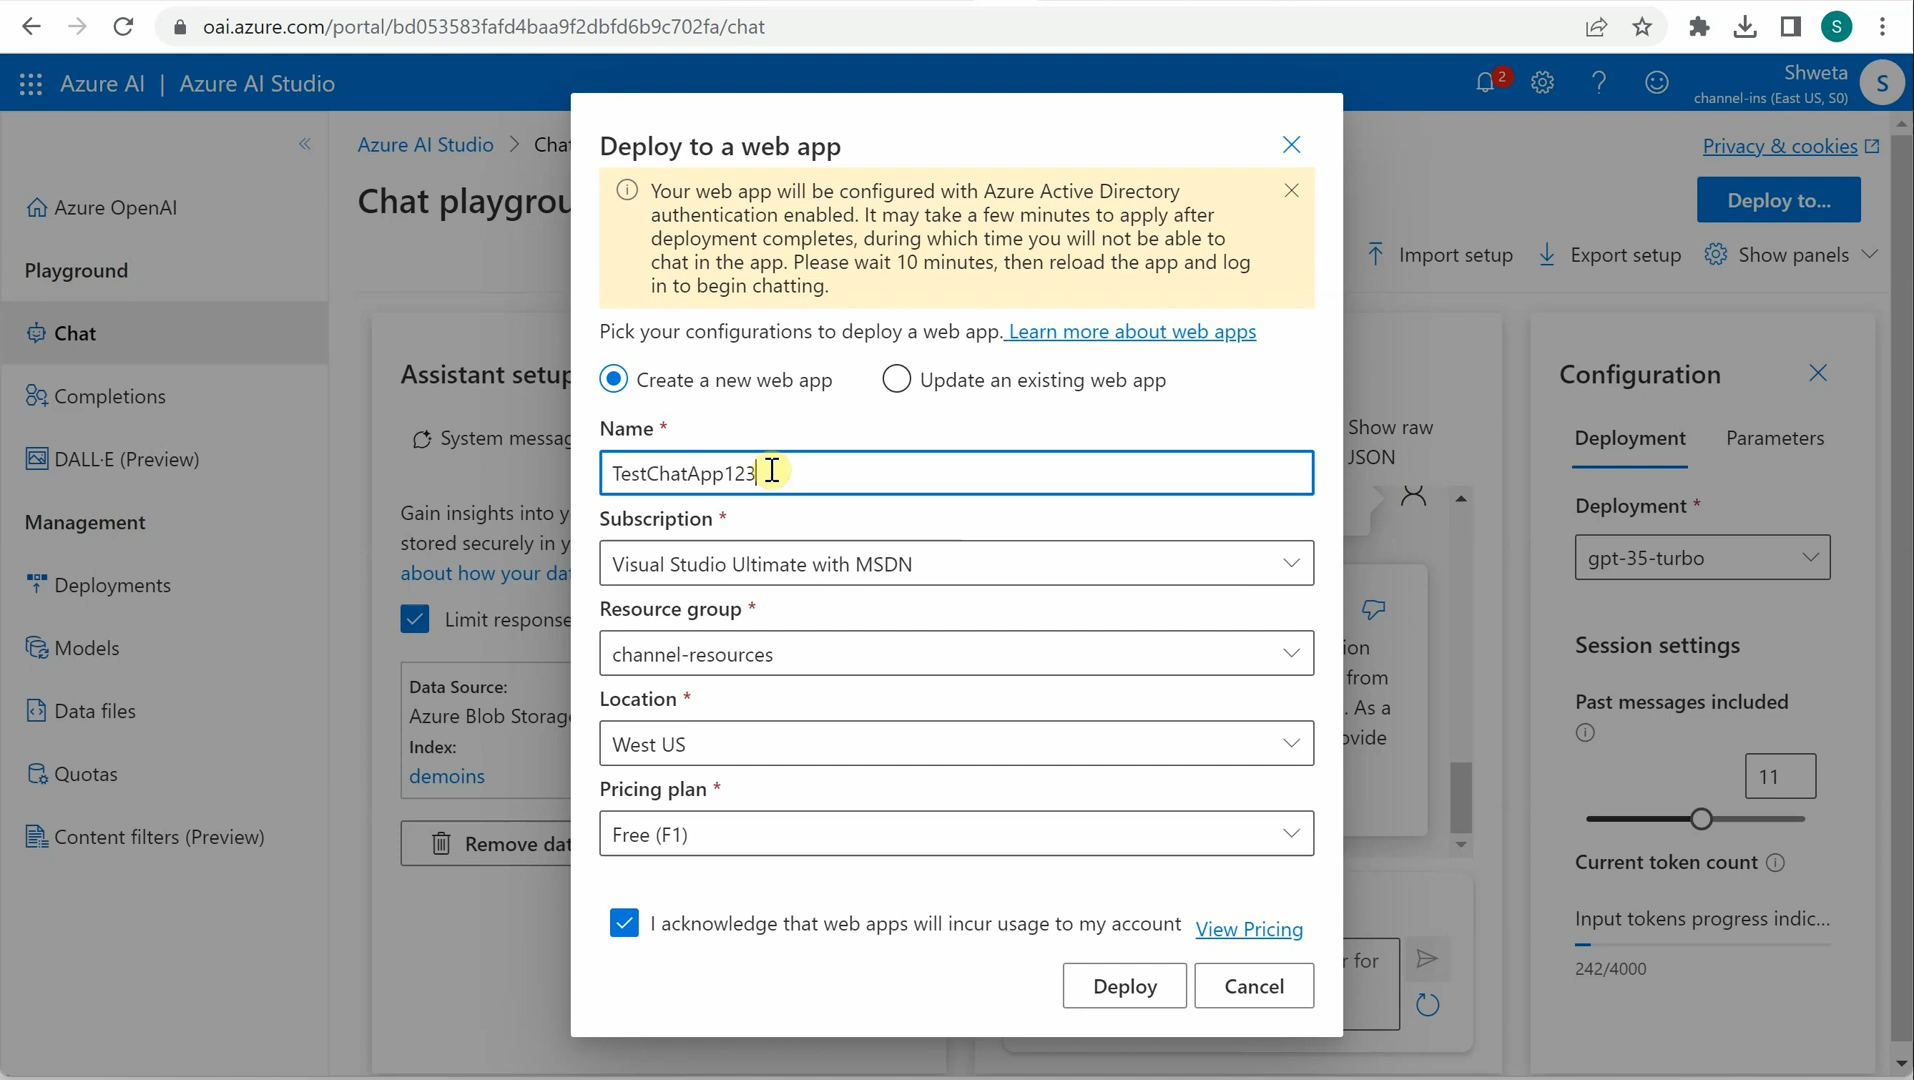 oai.azure.com/portal/bd053583fafd4baa9f2dbfd6b9c702fa/chat
S
Azure AI | Azure AI Studio
2
Shweta
channel-ins (East US, S0)
S
Azure AI Studio > Chat
Privacy & cookies
Chat playgrou
Deploy to...
Import setup
Export setup
Show panels
Azure OpenAI
Playground
Chat
Completions
DALL·E (Preview)
Management
Deployments
Models
Data files
Quotas
Content filters (Preview)
Assistant setup
System messag
Gain insights into y
stored securely in y
about how your da
Limit response
Data Source:
Azure Blob Storag
Index:
demoins
Remove dat
Deploy to a web app
Your web app will be configured with Azure Active Directory
authentication enabled. It may take a few minutes to apply after
deployment completes, during which time you will not be able to
chat in the app. Please wait 10 minutes, then reload the app and log
in to begin chatting.
Pick your configurations to deploy a web app. Learn more about web apps
Create a new web app
Update an existing web app
Name *
TestChatApp123
Subscription *
Visual Studio Ultimate with MSDN
Resource group *
channel-resources
Location *
West US
Pricing plan *
Free (F1)
I acknowledge that web apps will incur usage to my account
View Pricing
Deploy
Cancel
Show raw
JSON
ion
from
. As a
ovide
r for
Configuration
Deployment
Parameters
Deployment *
gpt-35-turbo
Session settings
Past messages included
11
Current token count
Input tokens progress indic...
242/4000